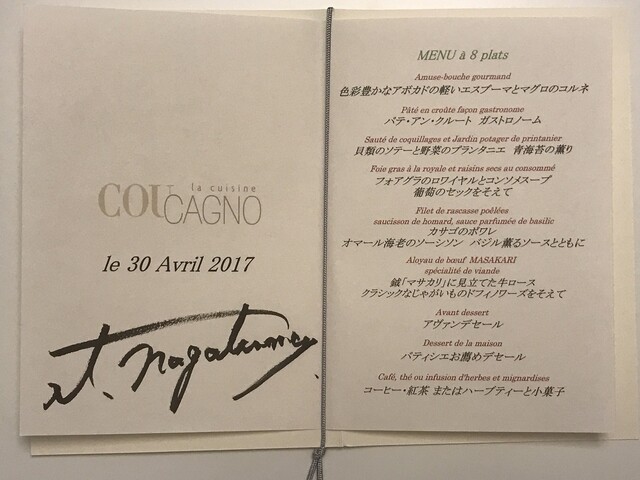 la cuisine
COUCAGNO
le 30 Avril 2017
MENU à 8 plats
Amuse-bouche gourmand
色彩豊かなアボカドの軽いエスプーマとマグロのコルネ
Pâté en croûte façon gastronome
パテ・アン・クルート ガストロノーム
Sauté de coquillages et Jardin potager de printanier
貝類のソテーと野菜のプランタニエ 青海苔の薫り
Foie gras à la royale et raisins secs au consommé
フォアグラのロワイヤルとコンソメスープ
葡萄のセックをそえて
Filet de rascasse poêlées
saucisson de homard, sauce parfumée de basilic
カサゴのポワレ
オマール海老のソーシソン バジル薫るソースとともに
Aloyau de bœuf MASAKARI
spécialité de viande
鉞「マサカリ」に見立てた牛ロース
クラシックなじゃがいものドフィノワーズをそえて
Avant dessert
アヴァンデセール
Dessert de la maison
パティシエお薦めデセール
Café, thé ou infusion d'herbes et mignardises
コーヒー・紅茶 またはハーブティーと小菓子